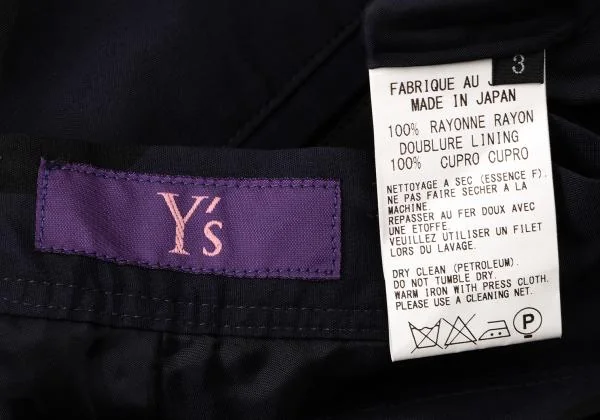 3
FABRIQUE AU J
MADE IN JAPAN
100% RAYONNE RAYON
DOUBLURE LINING
100% CUPRO CUPRO
NETTOYAGE A SEC (ESSENCE F).
NE PAS FAIRE SECHER A LA
MACHINE.
REPASSER AU FER DOUX AVEC
UNE ETOFFE.
VEUILLEZ UTILISER UN FILET
LORS DU LAVAGE.
DRY CLEAN (PETROLEUM).
DO NOT TUMBLE DRY.
WARM IRON WITH PRESS CLOTH.
PLEASE USE A CLEANING NET.
P
Y's